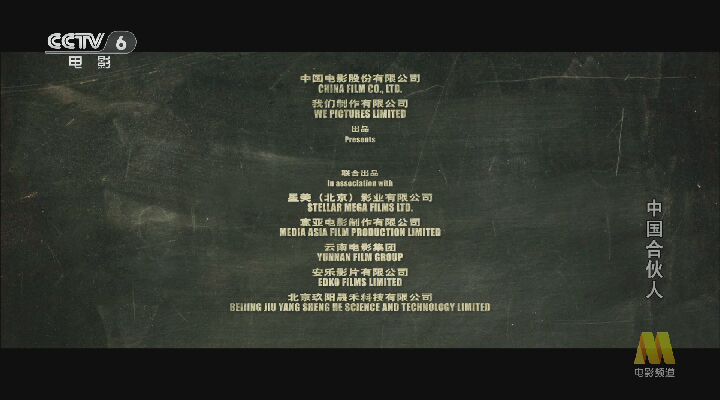 CCTV 6
电影
中国电影股份有限公司
CHINA FILM CO., LTD.
我们制作有限公司
WE PICTURES LIMITED
出品
Presents
联合出品
In association with
星美（北京）影业有限公司
STELLAR MEGA FILMS LTD.
寰亚电影制作有限公司
MEDIA ASIA FILM PRODUCTION LIMITED
云南电影集团
YUNNAN FILM GROUP
安乐影片有限公司
EDKO FILMS LIMITED
北京玖阳晟禾科技有限公司
BEIJING JIU YANG SHENG HE SCIENCE AND TECHNOLOGY LIMITED
中国合伙人
电影频道